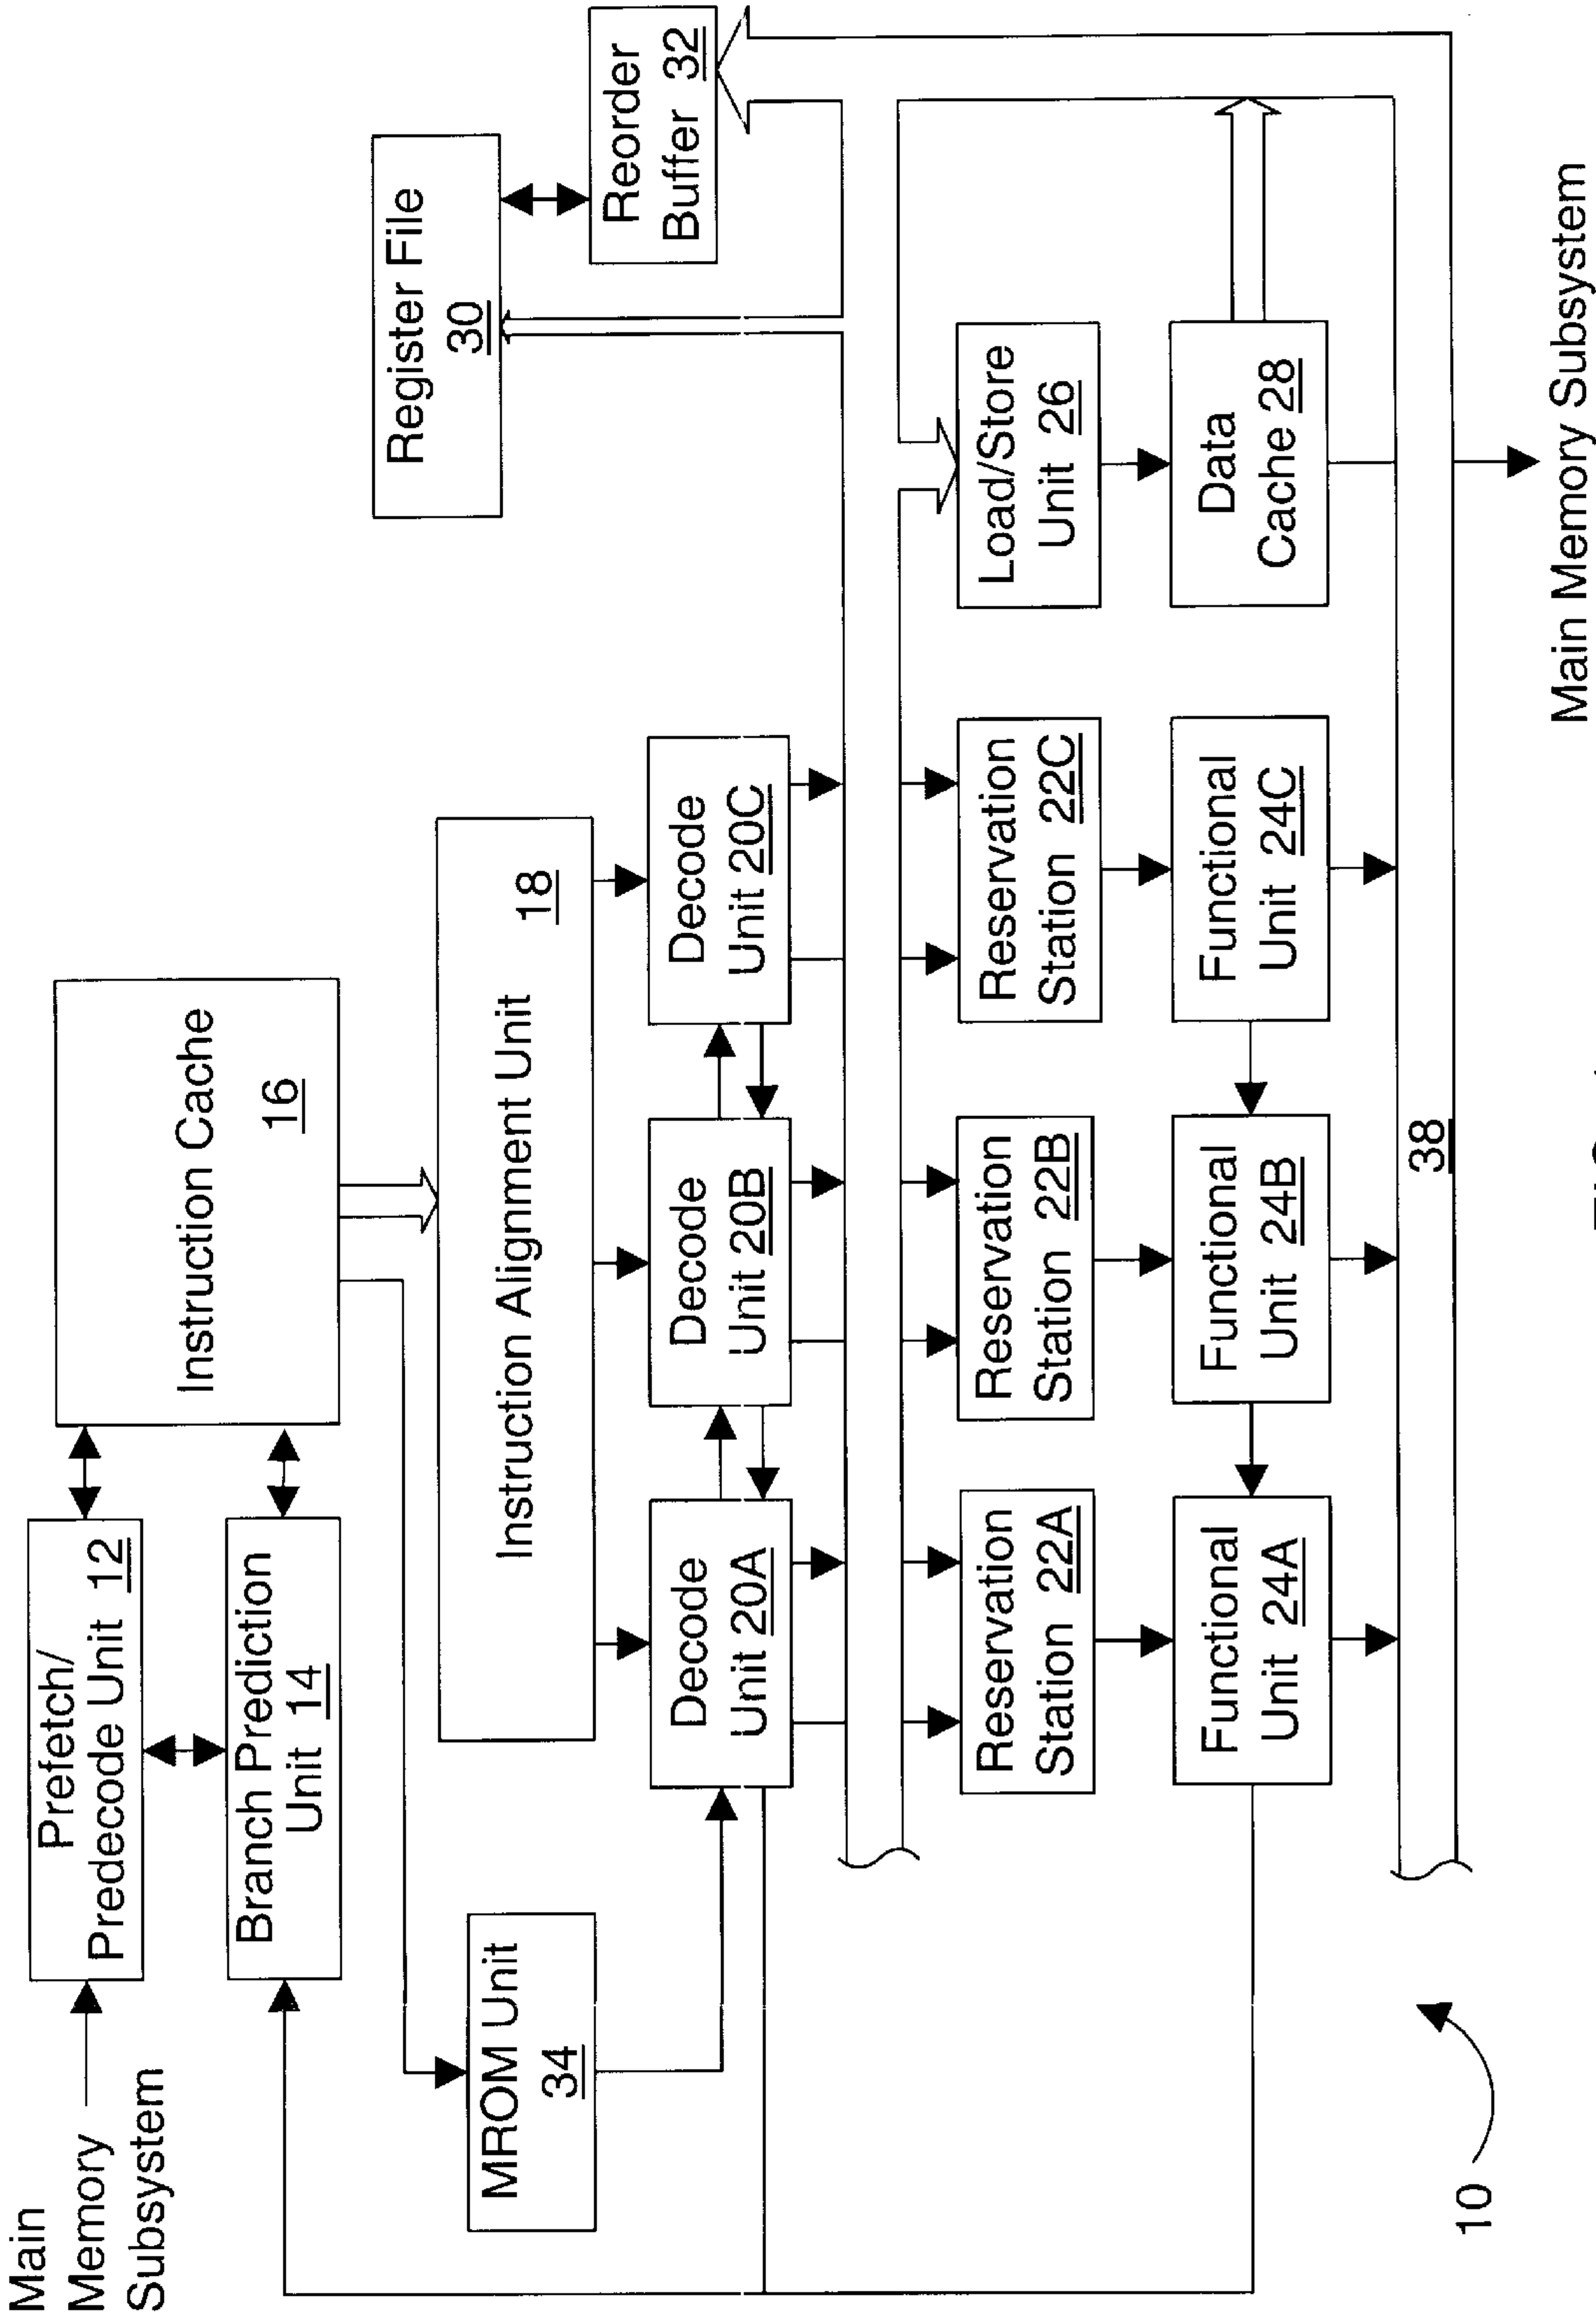 Main
Memory
Subsystem
Prefetch/
Predecode Unit 12
Branch Prediction
Unit 14
Instruction Cache
16
Register File
30
Reorder
Buffer 32
MROM Unit
34
Instruction Alignment Unit
18
Decode
Unit 20A
Decode
Unit 20B
Decode
Unit 20C
Reservation
Station 22A
Reservation
Station 22B
Reservation
Station 22C
Load/Store
Unit 26
Functional
Unit 24A
Functional
Unit 24B
Functional
Unit 24C
Data
Cache 28
38
10
Main Memory Subsystem